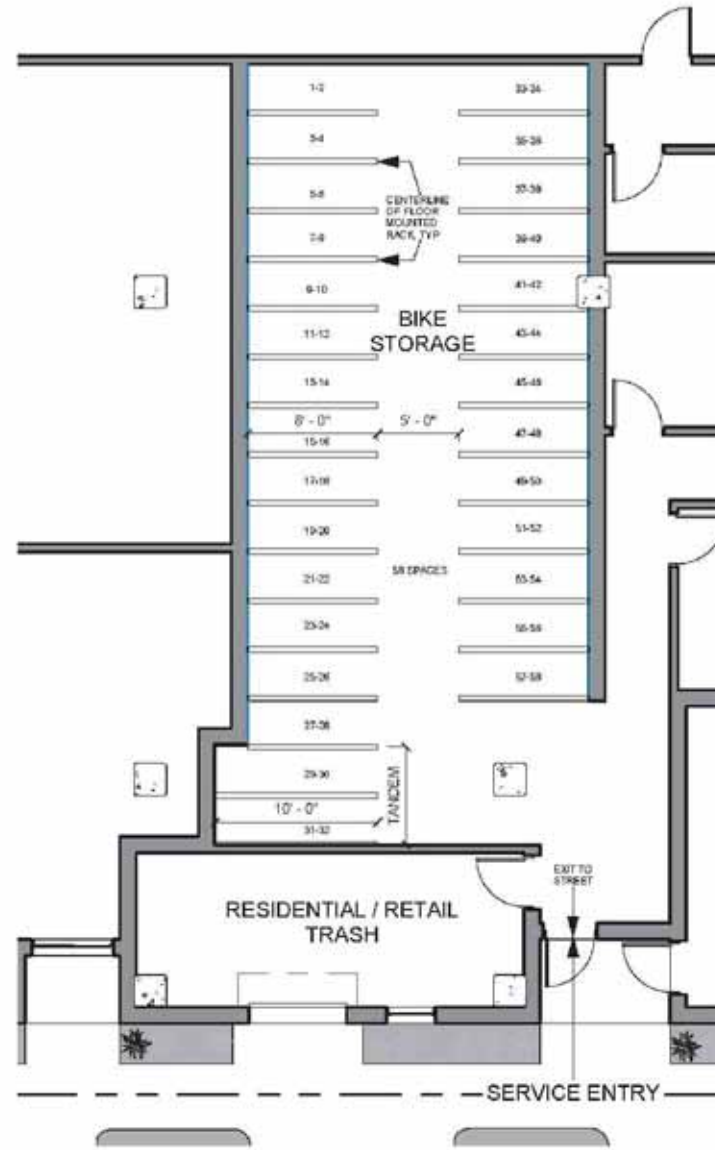 1-2
33-34
3-4
35-36
5-6
37-38
CENTERLINE
OF FLOOR
MOUNTED
RACK, TYP
7-8
39-40
9-10
41-42
BIKE
STORAGE
11-12
43-44
13-14
45-46
8' - 0"
5' - 0"
15-16
47-48
17-18
49-50
19-20
51-52
58 SPACES
21-22
53-54
23-24
55-56
25-26
57-58
27-28
29-30
TANDEM
10' - 0"
31-32
EXIT TO
STREET
RESIDENTIAL / RETAIL
TRASH
SERVICE ENTRY